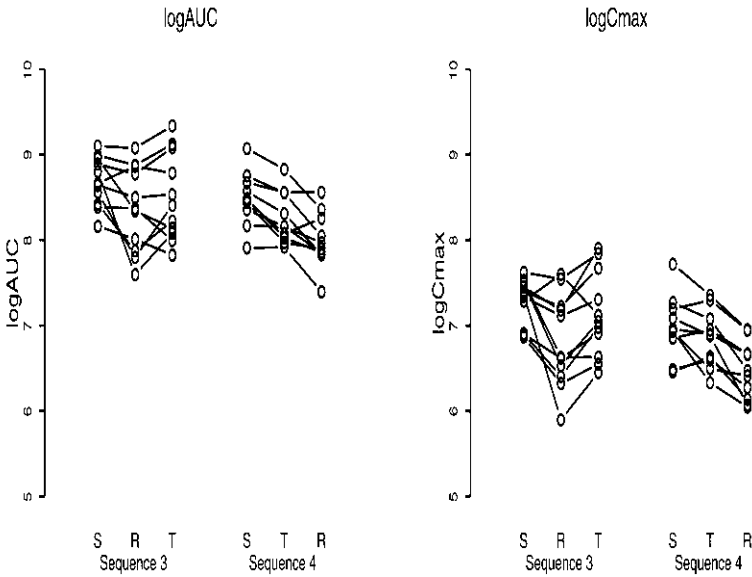 logAUC
logCmax
logAUC
10
9
8
7
6
5
S R T
Sequence 3
S T R
Sequence 4
logCmax
10
9
8
7
6
5
S R T
Sequence 3
S T R
Sequence 4